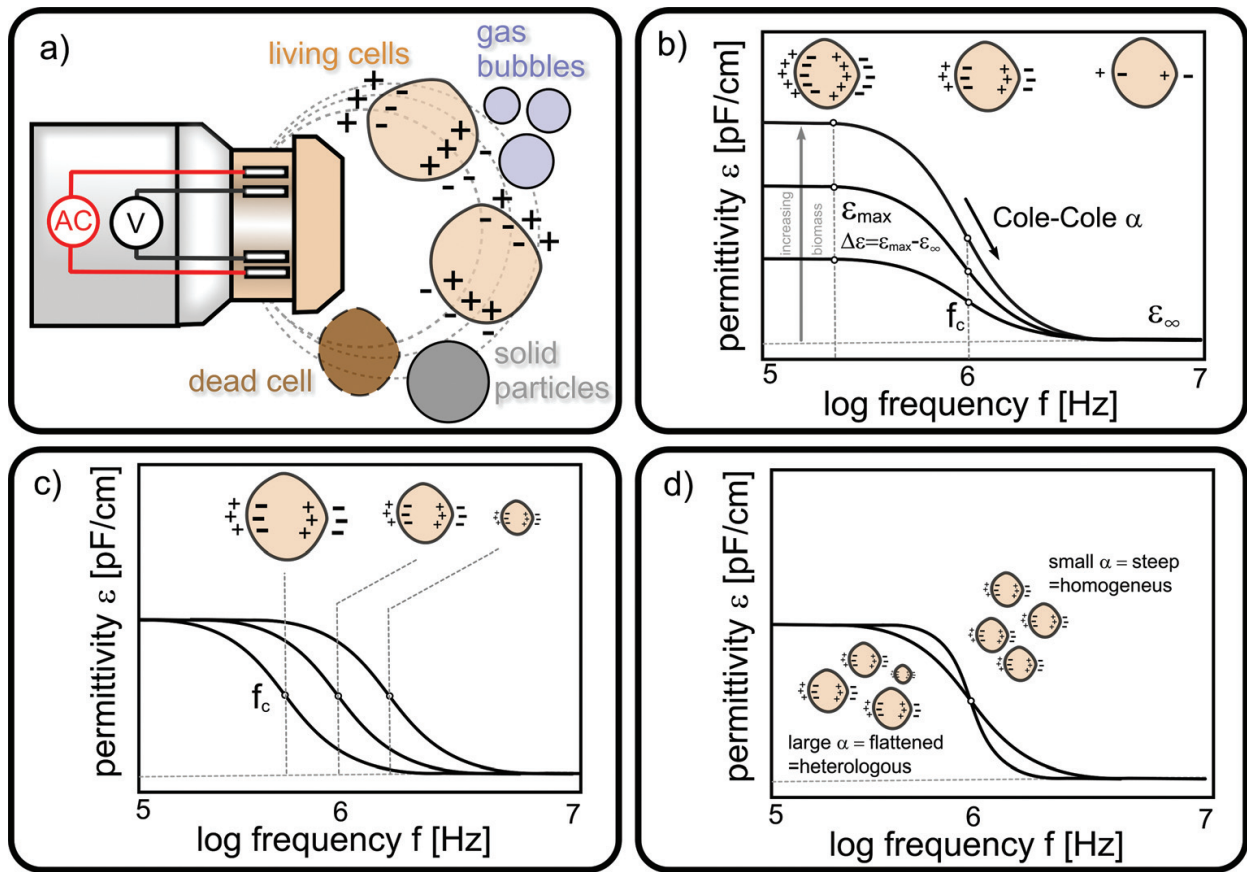 a)
living cells
gas
bubbles
AC
V
dead cell
solid
particles
b)
permittivity ε [pF/cm]
increasing
biomass
εmax
Δε=εmax-ε∞
Cole-Cole α
fc
ε∞
5
6
7
log frequency f [Hz]
c)
permittivity ε [pF/cm]
fc
5
6
7
log frequency f [Hz]
d)
permittivity ε [pF/cm]
small α = steep
=homogeneus
large α = flattened
=heterologous
5
6
7
log frequency f [Hz]